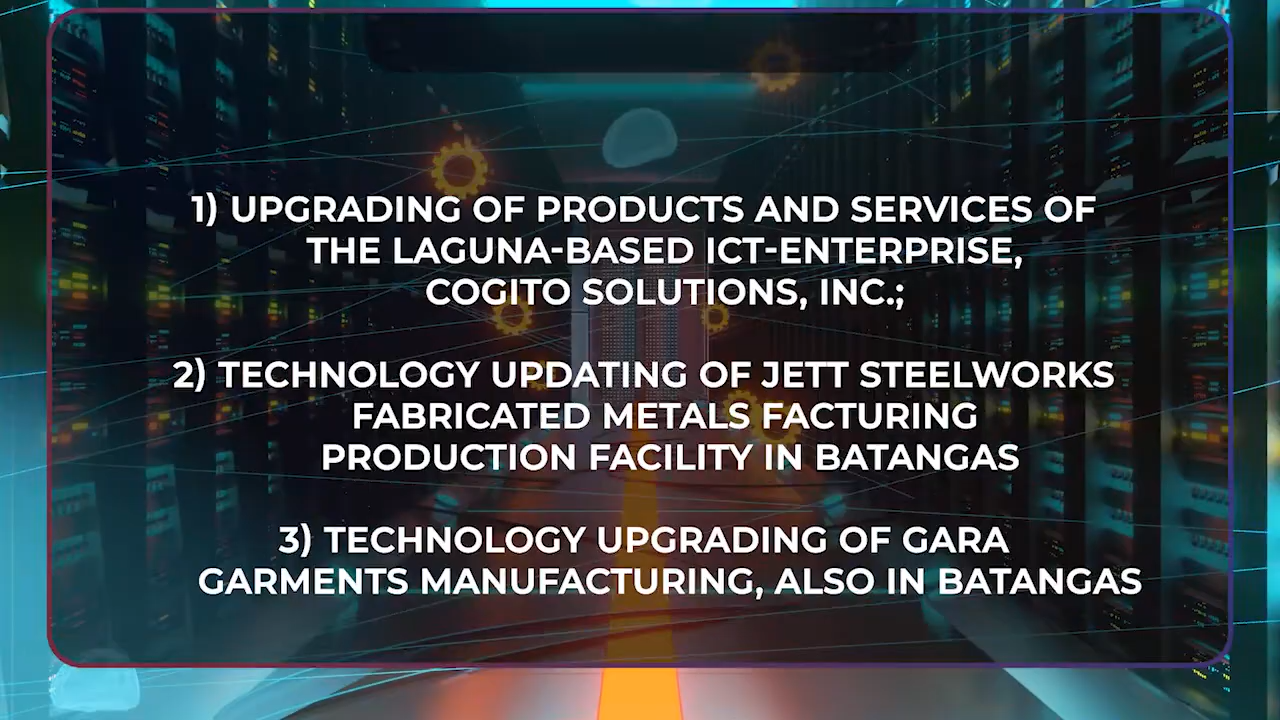 1) UPGRADING OF PRODUCTS AND SERVICES OF
THE LAGUNA-BASED ICT-ENTERPRISE,
COGITO SOLUTIONS, INC.;
2) TECHNOLOGY UPDATING OF JETT STEELWORKS
FABRICATED METALS FACTURING
PRODUCTION FACILITY IN BATANGAS
3) TECHNOLOGY UPGRADING OF GARA
GARMENTS MANUFACTURING, ALSO IN BATANGAS